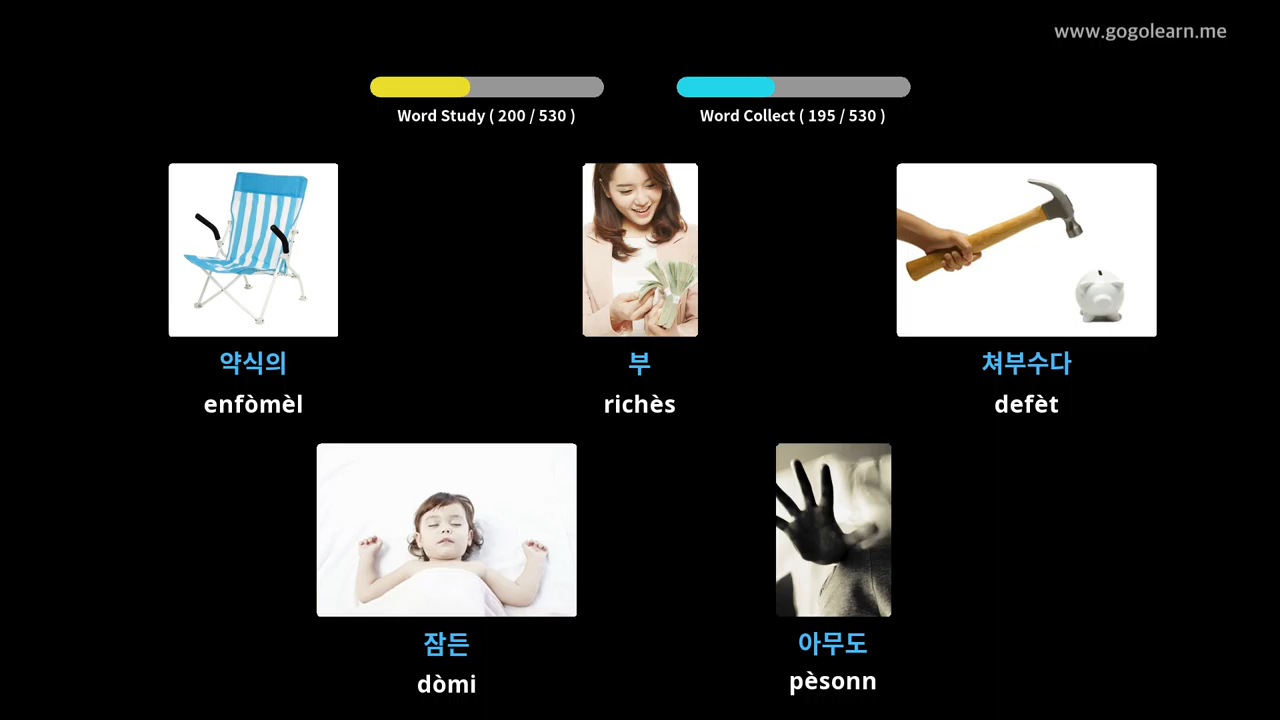 www.gogolearn.me
Word Study ( 200 / 530 )
Word Collect ( 195 / 530 )
약식의
enfòmèl
부
richès
쳐부수다
defèt
잠든
dòmi
아무도
pèsonn